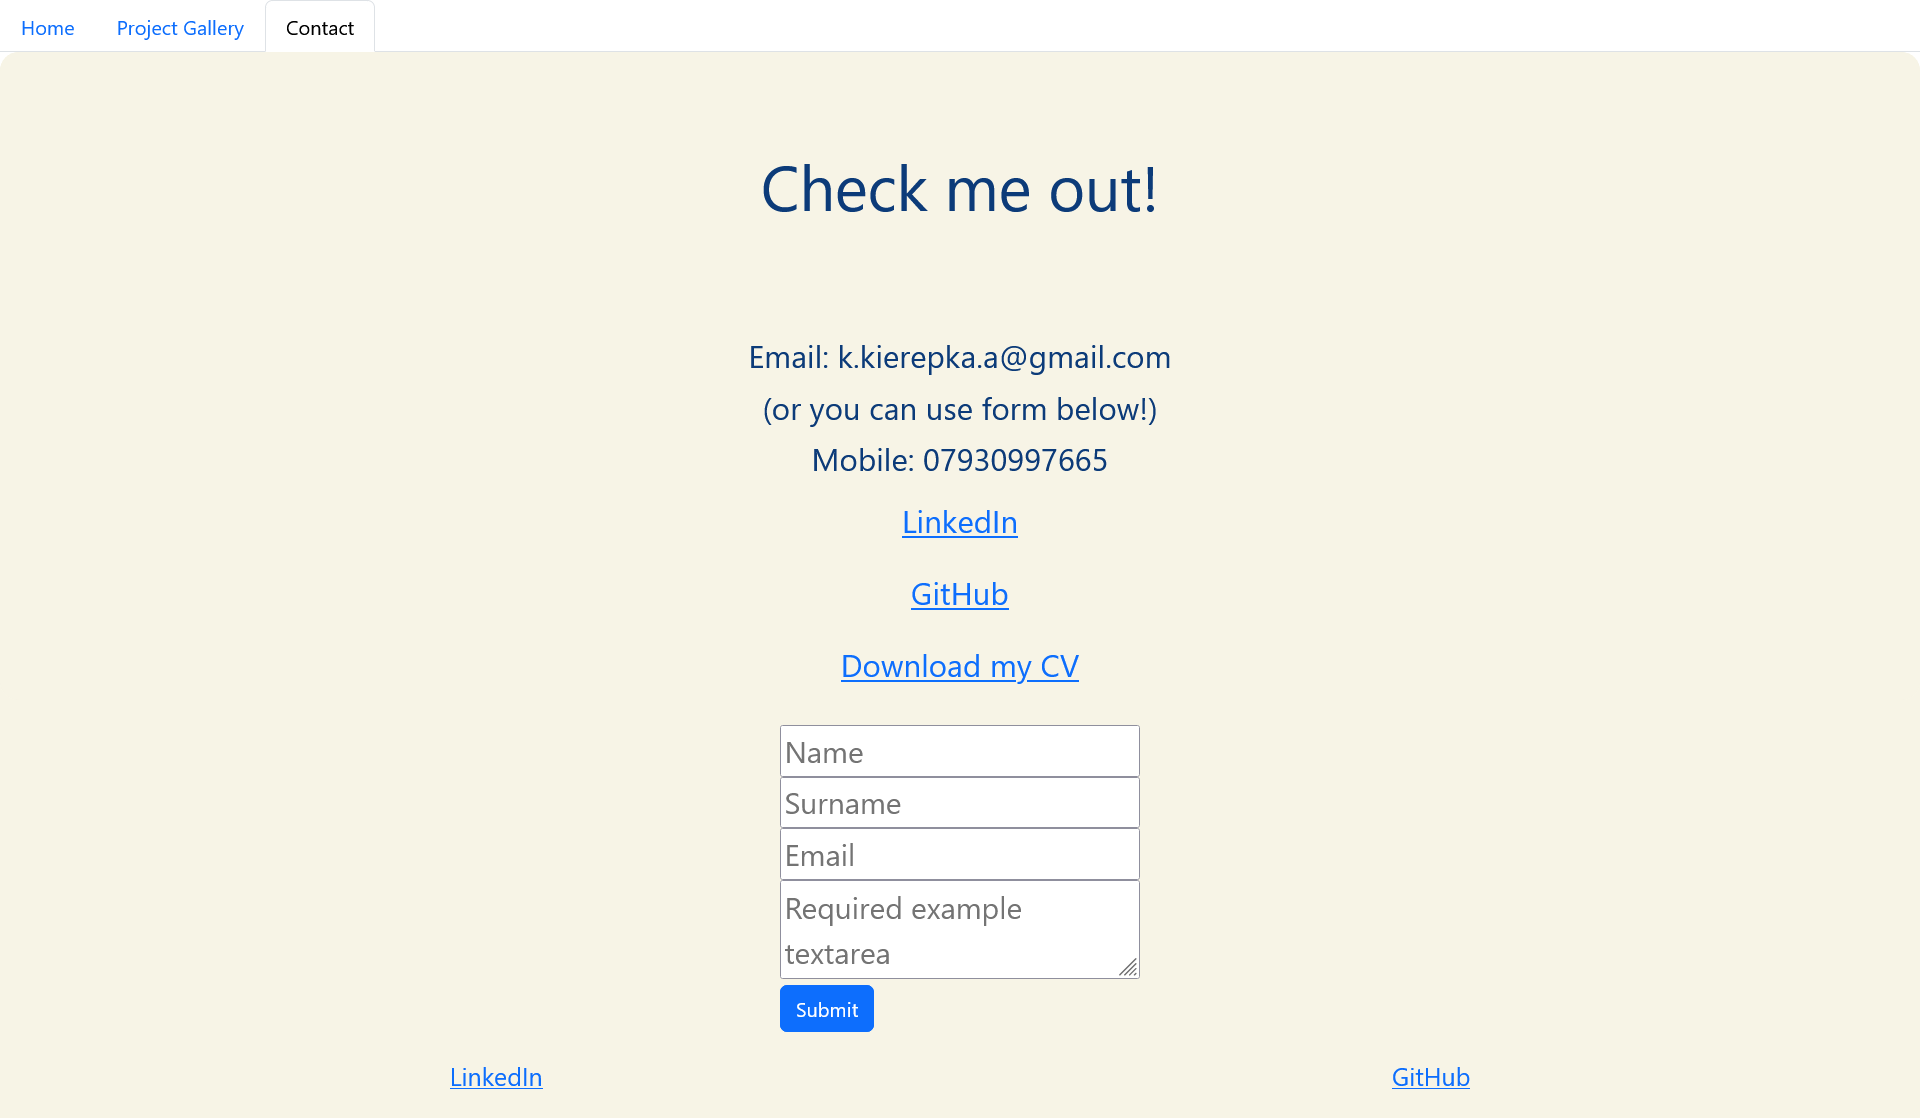 Home
Project Gallery
Contact
Check me out!
Email: k.kierepka.a@gmail.com
(or you can use form below!)
Mobile: 07930997665
LinkedIn
GitHub
Download my CV
Name
Surname
Email
Required example
textarea
Submit
LinkedIn
GitHub